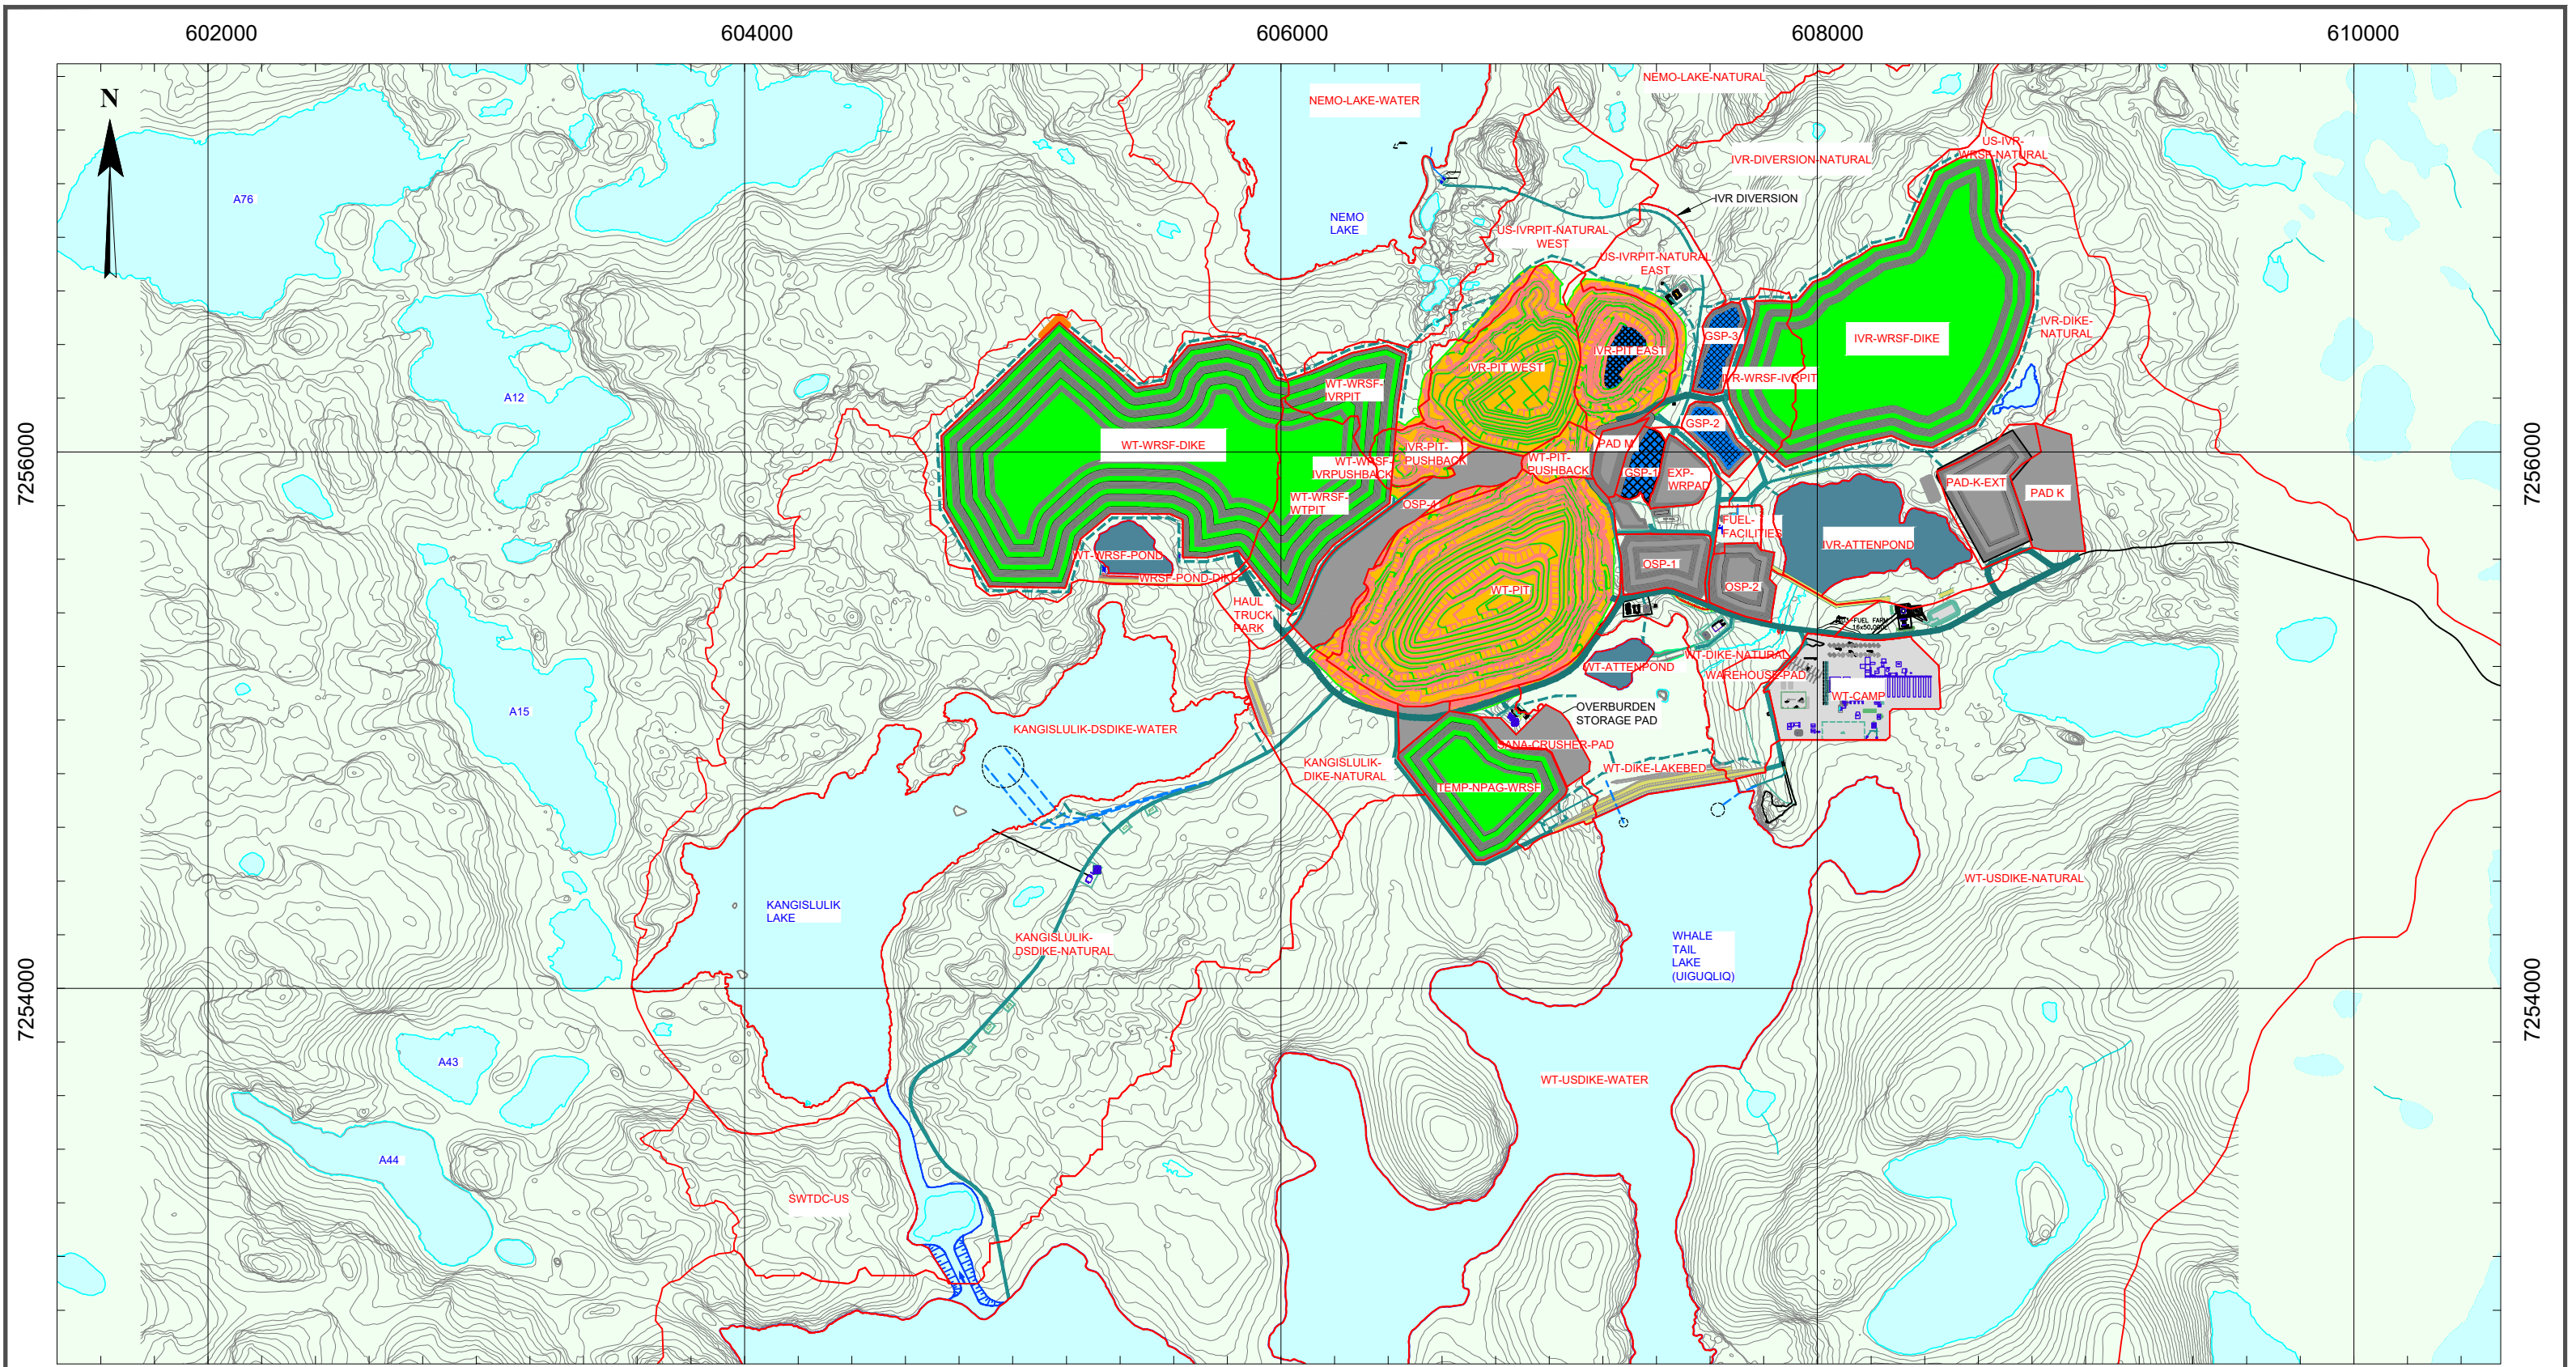 602000
604000
606000
608000
610000
N
7256000
7254000
7256000
7254000
NEMO-LAKE-WATER
NEMO-LAKE-NATURAL
IVR-DIVERSION-NATURAL
US-IVR-
WRSF-NATURAL
IVR DIVERSION
A76
NEMO
LAKE
US-IVRPIT-NATURAL
WEST
US-IVRPIT-NATURAL
EAST
IVR-DIKE-
NATURAL
GSP-3
IVR-WRSF-DIKE
IVR-PIT EAST
IVR-PIT WEST
IVR-WRSF-IVRPIT
WT-WRSF-
IVRPIT
A12
GSP-2
WT-WRSF-DIKE
PAD M
IVR-PIT-
PUSHBACK
WT-WRSF-
IVRPUSHBACK
WT-PIT-
PUSHBACK
GSP-1
EXP-
WRPAD
PAD-K-EXT
PAD K
WT-WRSF-
WTPIT
OSP-4
FUEL-
FACILITIES
IVR-ATTENPOND
WT-WRSF-POND
WRSF-POND-DIKE
OSP-1
OSP-2
WT-PIT
HAUL
TRUCK
PARK
FUEL FARM
WT-DIKE-NATURAL
WT-ATTENPOND
WAREHOUSE-PAD
WT-CAMP
A15
OVERBURDEN
STORAGE PAD
KANGISLULIK-DSDIKE-WATER
SANA-CRUSHER-PAD
KANGISLULIK-
DIKE-NATURAL
WT-DIKE-LAKEBED
TEMP-NPAG-WRSF
WT-USDIKE-NATURAL
KANGISLULIK
LAKE
KANGISLULIK-
DSDIKE-NATURAL
WHALE
TAIL
LAKE
(UIGUQLIQ)
A43
WT-USDIKE-WATER
A44
SWTDC-US